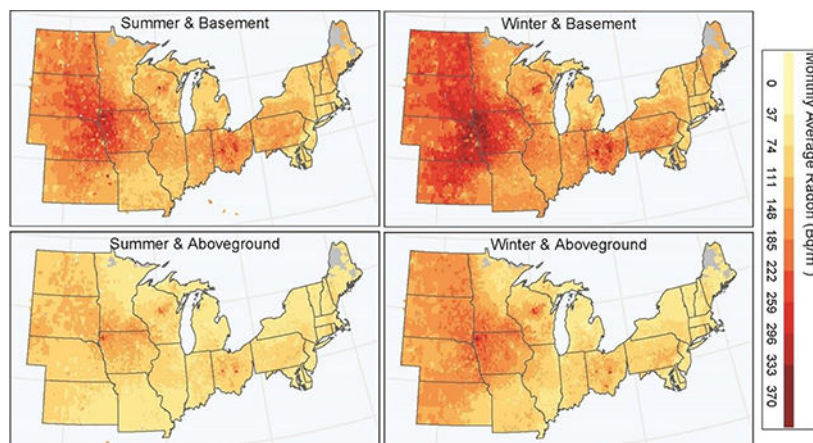 Summer & Basement
Winter & Basement
Summer & Aboveground
Winter & Aboveground
Monthly Average Radon (Bq/m³)
0
37
74
111
148
185
222
259
296
333
370